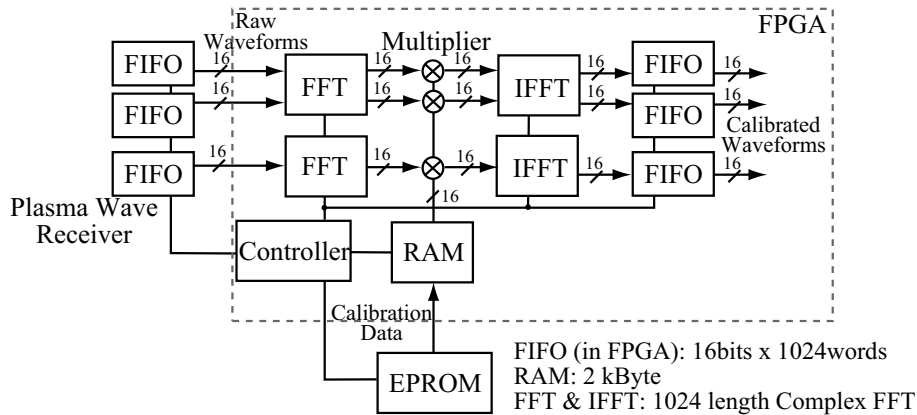 FPGA
Raw
Waveforms
Multiplier
FIFO
16
FFT
16
16
IFFT
16
FIFO
16
FIFO
16
16
16
16
FIFO
16
Calibrated
Waveforms
FIFO
16
FFT
16
16
IFFT
16
FIFO
16
Plasma Wave
Receiver
16
Controller
RAM
Calibration
Data
EPROM
FIFO (in FPGA): 16bits x 1024words
RAM: 2 kByte
FFT & IFFT: 1024 length Complex FFT